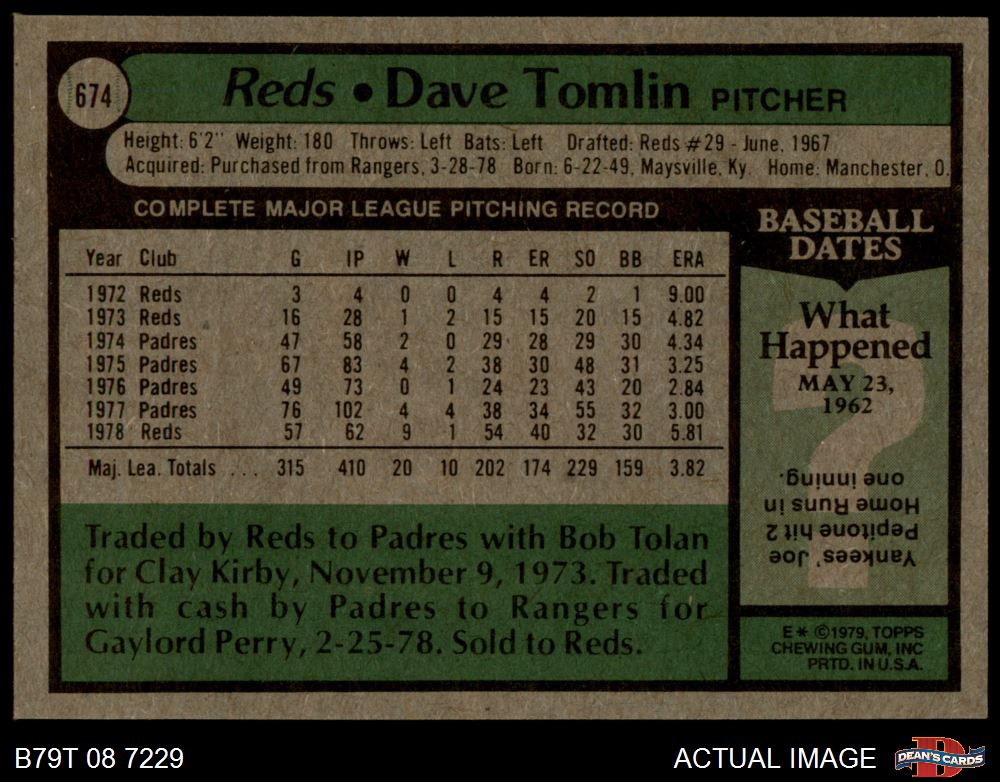 674
Reds • Dave Tomlin PITCHER
Height: 6'2" Weight: 180 Throws: Left Bats: Left Drafted: Reds #29 - June, 1967
Acquired: Purchased from Rangers, 3-28-78 Born: 6-22-49, Maysville, Ky. Home: Manchester, O.
COMPLETE MAJOR LEAGUE PITCHING RECORD
Year Club G IP W L R ER SO BB ERA
1972 Reds 3 4 0 0 4 4 2 1 9.00
1973 Reds 16 28 1 2 15 15 20 15 4.82
1974 Padres 47 58 2 0 29 28 29 30 4.34
1975 Padres 67 83 4 2 38 30 48 31 3.25
1976 Padres 49 73 0 1 24 23 43 20 2.84
1977 Padres 76 102 4 4 38 34 55 32 3.00
1978 Reds 57 62 9 1 54 40 32 30 5.81
Maj. Lea. Totals ... 315 410 20 10 202 174 229 159 3.82
Traded by Reds to Padres with Bob Tolan
for Clay Kirby, November 9, 1973. Traded
with cash by Padres to Rangers for
Gaylord Perry, 2-25-78. Sold to Reds.
BASEBALL
DATES
What
Happened
MAY 23,
1962
?
Yankees' Joe
Pepitone hit 2
Home Runs in
one inning.
E* ©1979, TOPPS
CHEWING GUM, INC
PRTD. IN U.S.A.
B79T 08 7229
ACTUAL IMAGE
D
DEAN'S CARDS